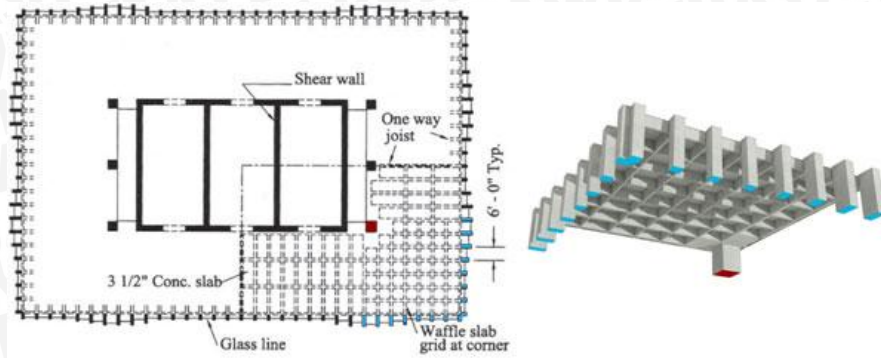 Shear wall
One way
joist
6' - 0" Typ.
3 1/2" Conc. slab
Glass line
Waffle slab
grid at corner